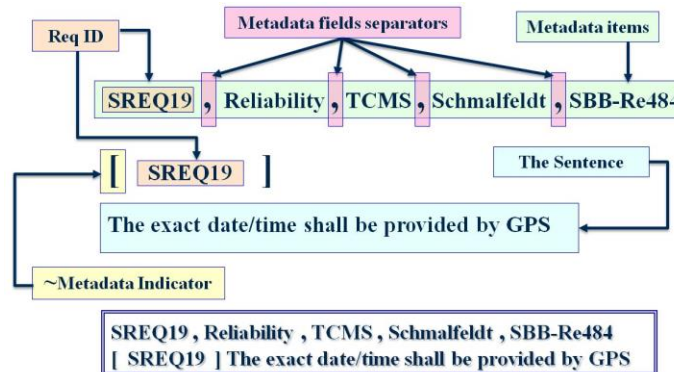 Metadata fields separators
Req ID
Metadata items
SREQ19 , Reliability , TCMS , Schmalfeldt , SBB-Re48
[ SREQ19 ]
The Sentence
The exact date/time shall be provided by GPS
~Metadata Indicator
SREQ19 , Reliability , TCMS , Schmalfeldt , SBB-Re484
[ SREQ19 ] The exact date/time shall be provided by GPS